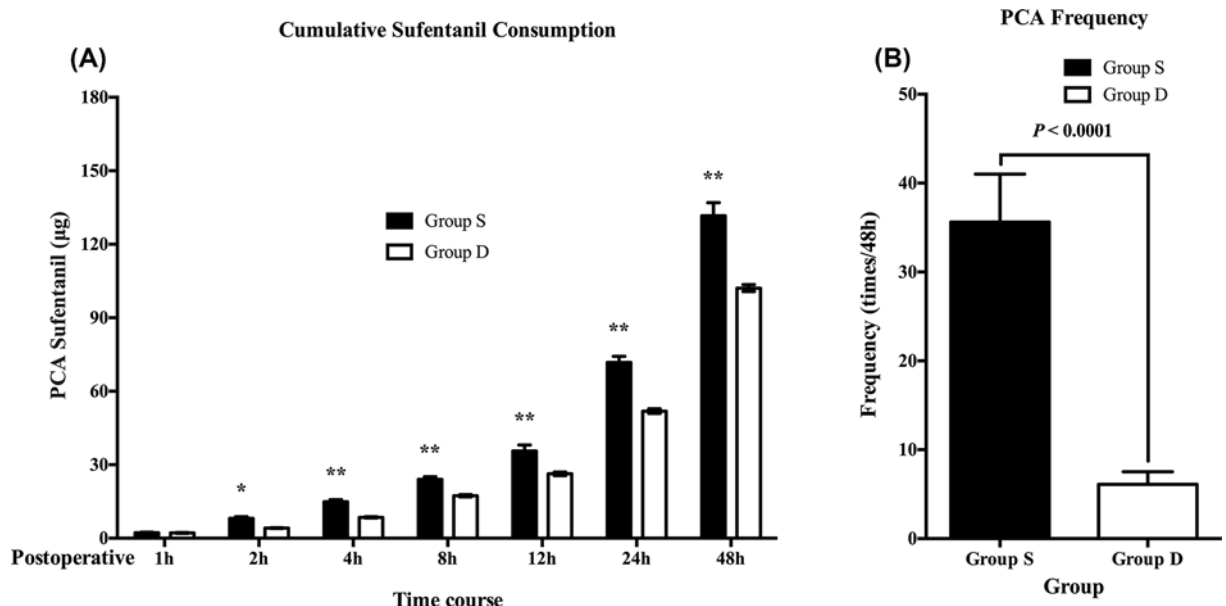 Cumulative Sufentanil Consumption
(A)
PCA Sufentanil (µg)
180
150
120
90
60
30
0
Group S
Group D
*
**
**
**
**
**
Postoperative 1h 2h 4h 8h 12h 24h 48h
Time course
PCA Frequency
(B)
Group S
Group D
P < 0.0001
Frequency (times/48h)
50
40
30
20
10
0
Group S Group D
Group